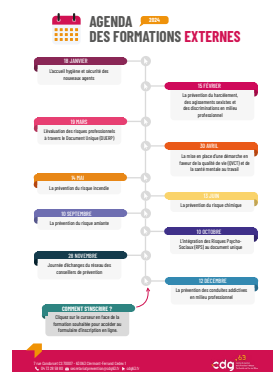 AGENDA 2024
DES FORMATIONS EXTERNES
18 JANVIER
L'accueil hygiène et sécurité des
nouveaux agents
15 FÉVRIER
La prévention du harcèlement,
des agissements sexistes et
des discriminations en milieu
professionnel
19 MARS
L'évaluation des risques professionnels
à travers le Document Unique (DUERP)
30 AVRIL
La mise en place d'une démarche en
faveur de la qualité de vie (QVCT) et de
la santé mentale au travail
14 MAI
La prévention du risque incendie
13 JUIN
La prévention du risque chimique
10 SEPTEMBRE
La prévention du risque amiante
10 OCTOBRE
L'intégration des Risques Psycho-
Sociaux (RPS) au document unique
28 NOVEMBRE
Journée d'échanges du réseau des
conseillers de prévention
12 DÉCEMBRE
La prévention des conduites addictives
en milieu professionnel
COMMENT S'INSCRIRE ?
Cliquez sur le curseur en face de la
formation souhaitée pour accéder au
formulaire d'inscription en ligne.
cdg 63